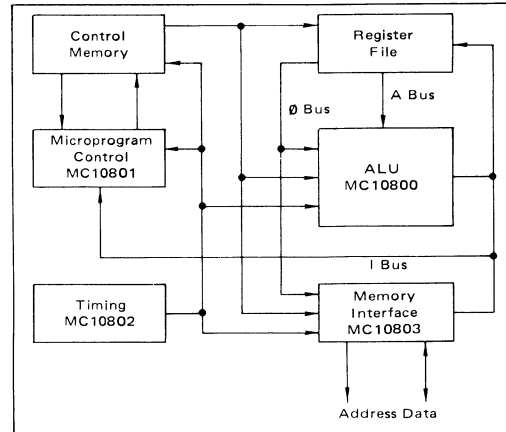 Control
Memory
Register
File
Ø Bus
A Bus
Microprogram
Control
MC10801
ALU
MC10800
I Bus
Timing
MC10802
Memory
Interface
MC10803
Address Data